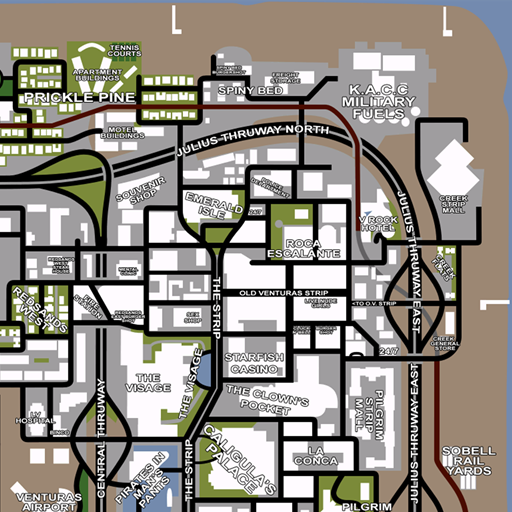 TENNIS
COURTS
APARTMENT
BUILDINGS
PRICKLE PINE
SPINY BED
FREIGHT
STORAGE
K.A.C.C
MILITARY
FUELS
MOTEL
BUILDINGS
JULIUS THRUWAY NORTH
SOUVENIR
SHOP
EMERALD
ISLE
24/7
CREEK
STRIP
MALL
V ROCK
HOTEL
ROCA
ESCALANTE
JULIUS THRUWAY EAST
CREEK
REDSANDS
WEST
THE STRIP
OLD VENTURAS STRIP
<TO O.V. STRIP
LIVE NUDE
GIRLS
SEX
SHOP
24/7
CREEK
GENERAL
STORE
STARFISH
CASINO
THE
VISAGE
THE VISAGE
THE CLOWN'S
POCKET
PILGRIM
STRIP
MALL
JULIUS THRUWAY EAST
LV
HOSPITAL
BINCO
CENTRAL THRUWAY
PIRATES IN
MAN'S
PANTS
THE STRIP
CALIGULA'S
PALACE
LA
CONCA
SOBELL
RAIL
YARDS
VENTURAS
AIRPORT
PILGRIM